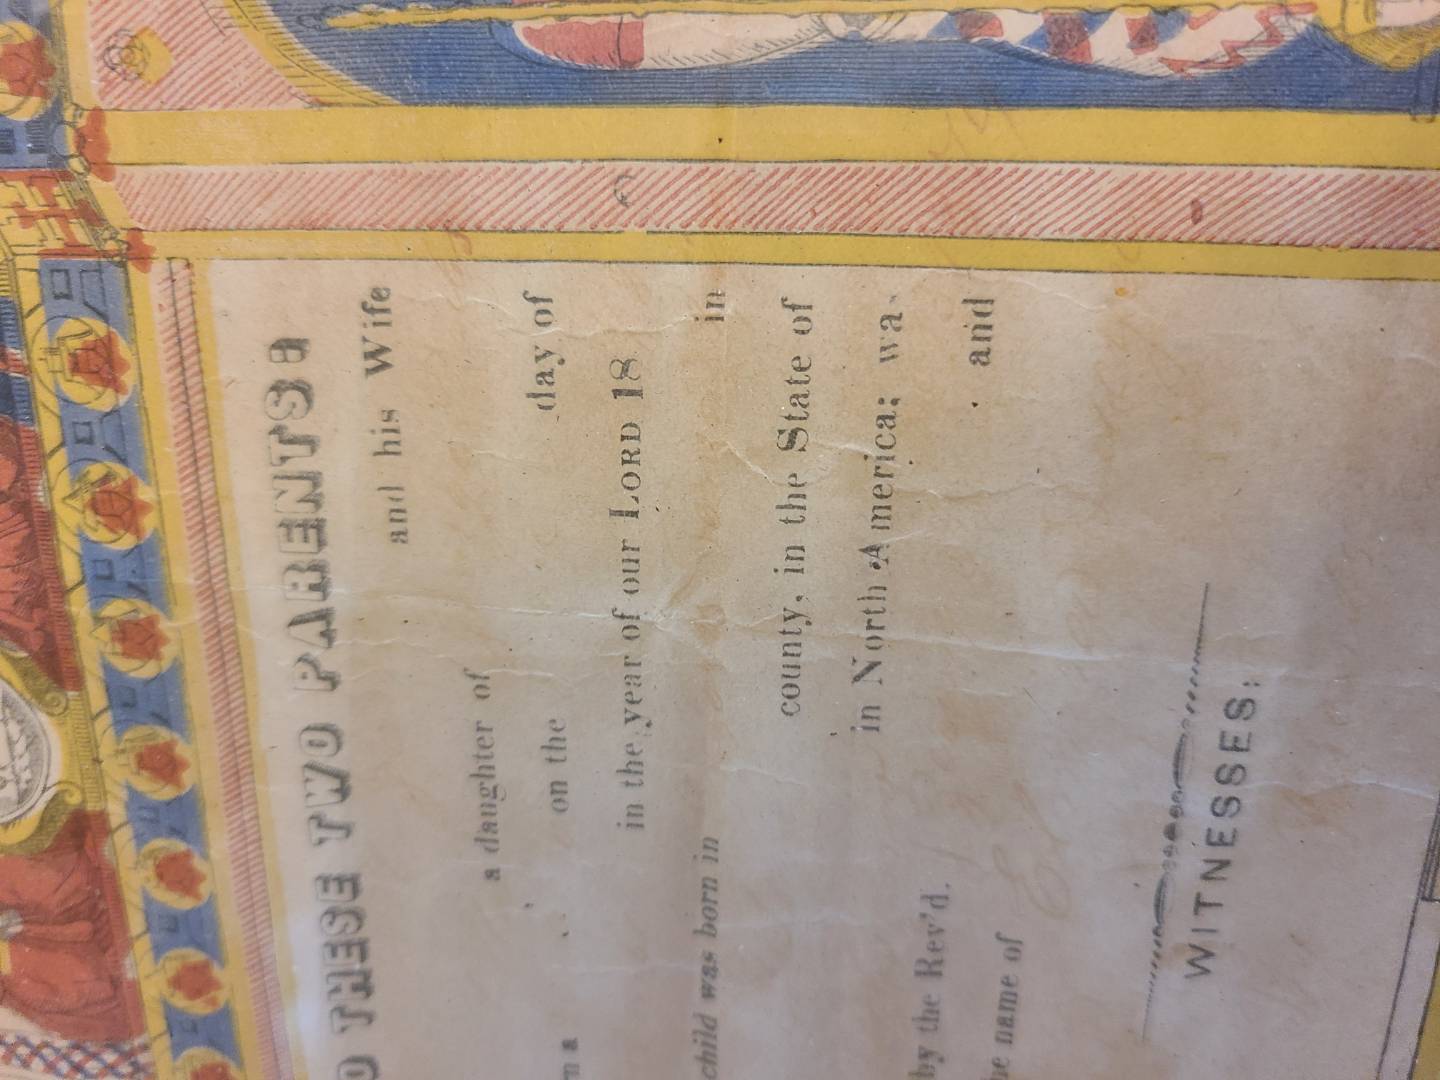 THESE TWO PARENTS a
and his Wife
a daughter of
on the day of
in the year of our LORD 18
child was born in in
county, in the State of
in North America; wa
by the Rev'd. and
name of
WITNESSES: